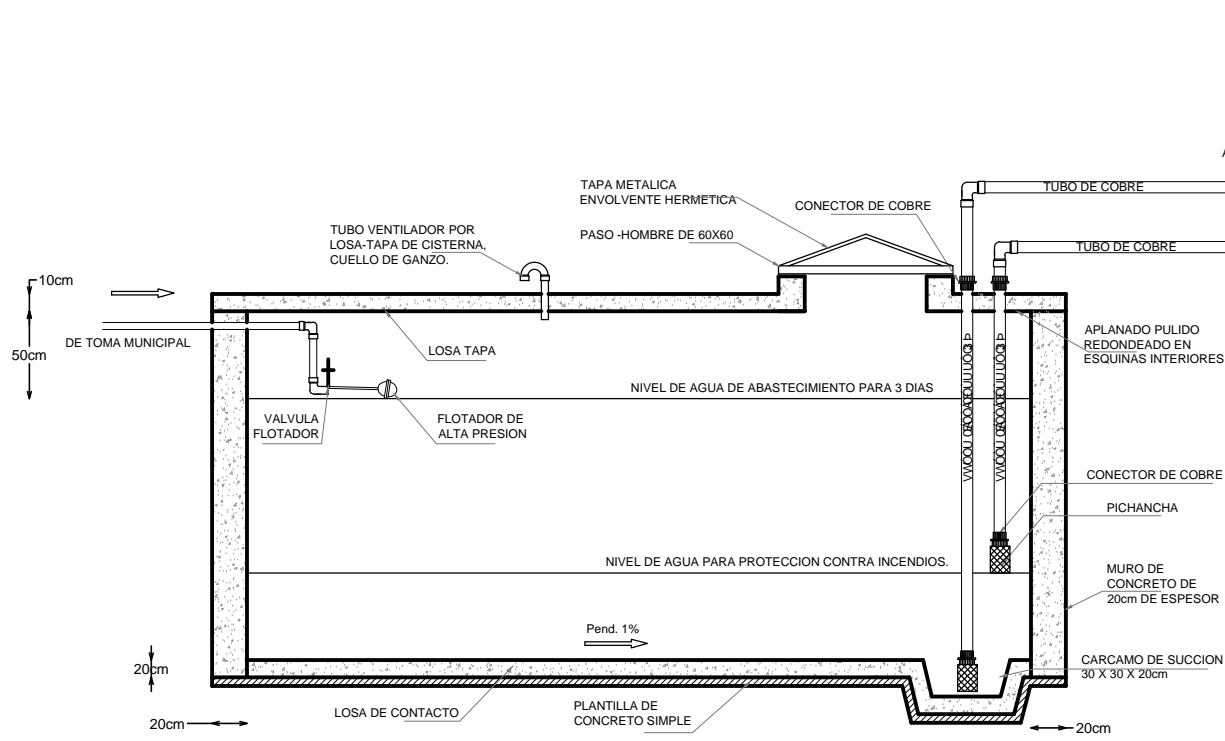 A
TAPA METALICA
ENVOLVENTE HERMETICA
TUBO DE COBRE
CONECTOR DE COBRE
TUBO VENTILADOR POR
LOSA-TAPA DE CISTERNA,
CUELLO DE GANZO.
PASO -HOMBRE DE 60X60
TUBO DE COBRE
10cm
DE TOMA MUNICIPAL
50cm
LOSA TAPA
APLANADO PULIDO
REDONDEADO EN
ESQUINAS INTERIORES
NIVEL DE AGUA DE ABASTECIMIENTO PARA 3 DIAS
VALVULA
FLOTADOR
FLOTADOR DE
ALTA PRESION
CONECTOR DE COBRE
PICHANCHA
NIVEL DE AGUA PARA PROTECCION CONTRA INCENDIOS.
MURO DE
CONCRETO DE
20cm DE ESPESOR
Pend. 1%
20cm
CARCAMO DE SUCCION
30 X 30 X 20cm
LOSA DE CONTACTO
PLANTILLA DE
CONCRETO SIMPLE
20cm
20cm